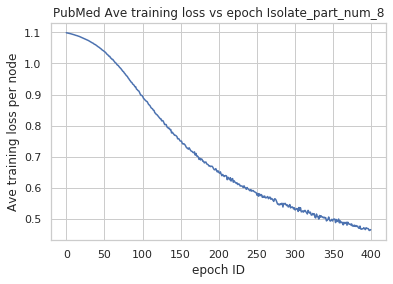 PubMed Ave training loss vs epoch Isolate_part_num_8
Ave training loss per node
1.1
1.0
0.9
0.8
0.7
0.6
0.5
0 50 100 150 200 250 300 350 400
epoch ID